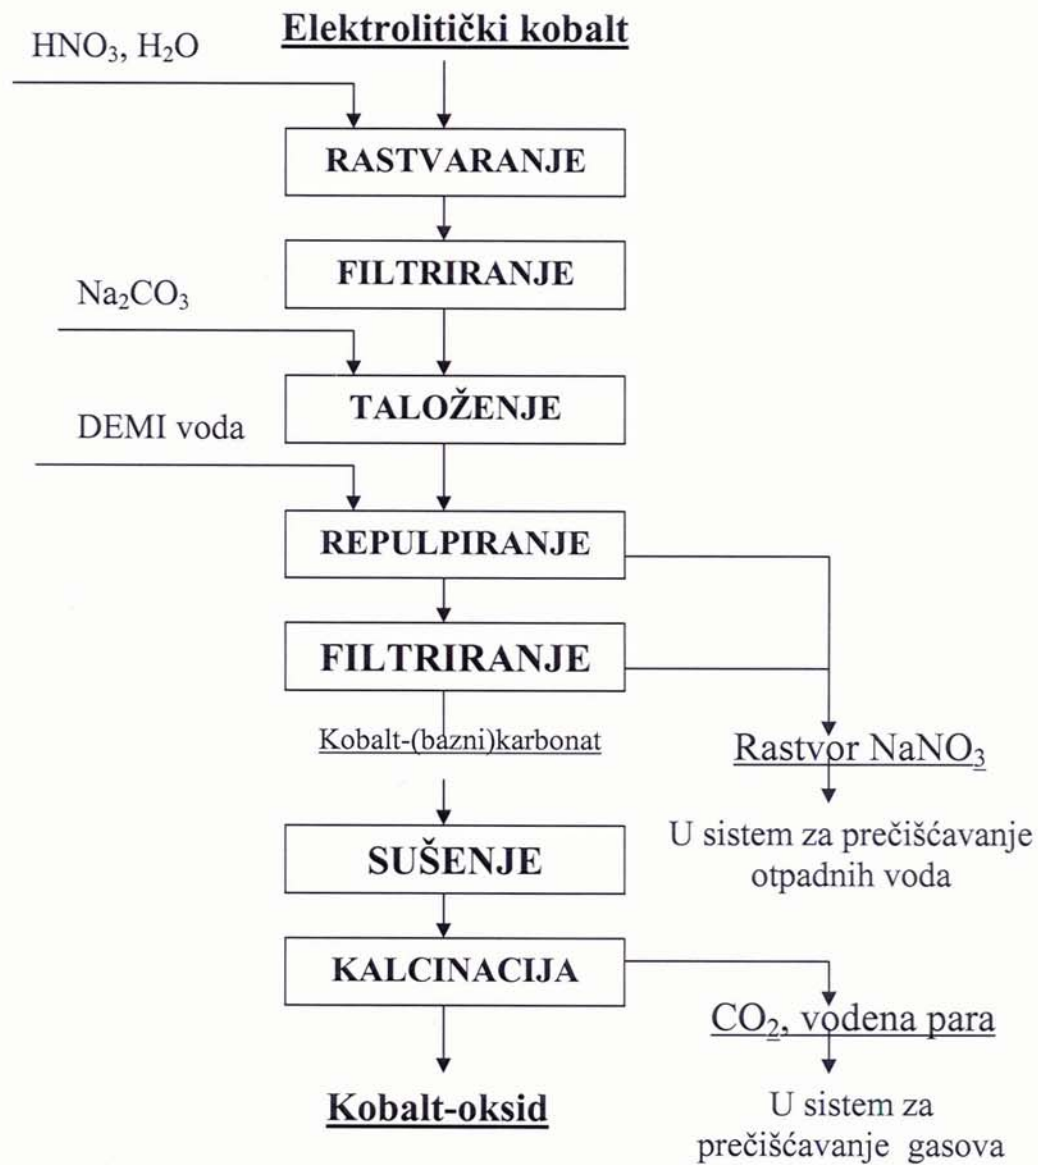 Elektrolitički kobalt
HNO₃, H₂O
RASTVARANJE
FILTRIRANJE
Na₂CO₃
TALOŽENJE
DEMI voda
REPULPIRANJE
FILTRIRANJE
Kobalt-(bazni)karbonat
Rastvor NaNO₃
U sistem za prečišćavanje
otpadnih voda
SUŠENJE
KALCINACIJA
CO₂, vodena para
Kobalt-oksid
U sistem za
prečišćavanje gasova